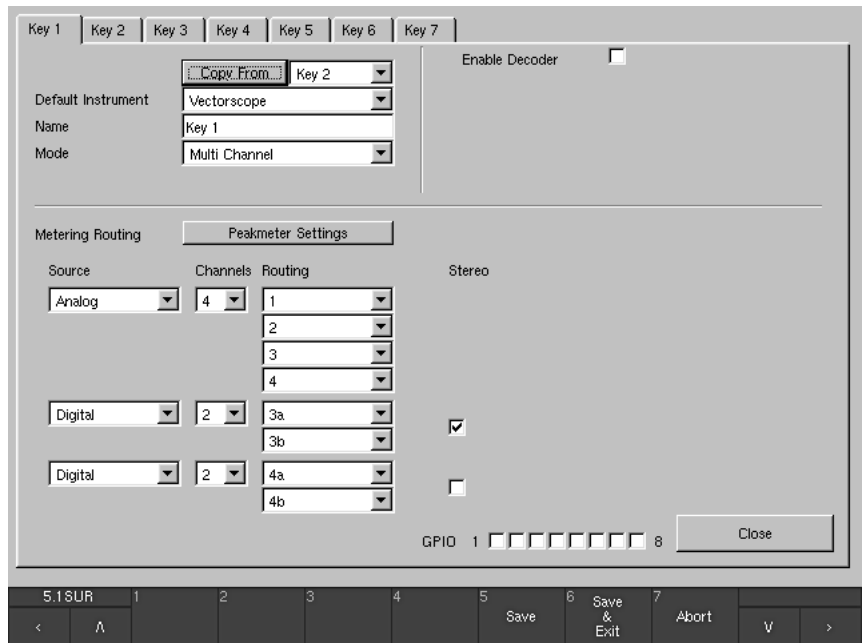 Key 1 Key 2 Key 3 Key 4 Key 5 Key 6 Key 7
Copy From Key 2
Enable Decoder
Default Instrument Vectorscope
Name Key 1
Mode Multi Channel
Metering Routing Peakmeter Settings
Source Channels Routing Stereo
Analog 4 1
2
3
4
Digital 2 3a
3b
Digital 2 4a
4b
GPIO 1 8
Close
5.1SUR 1 2 3 4 5 6 7
< Λ Save Save & Exit Abort V >